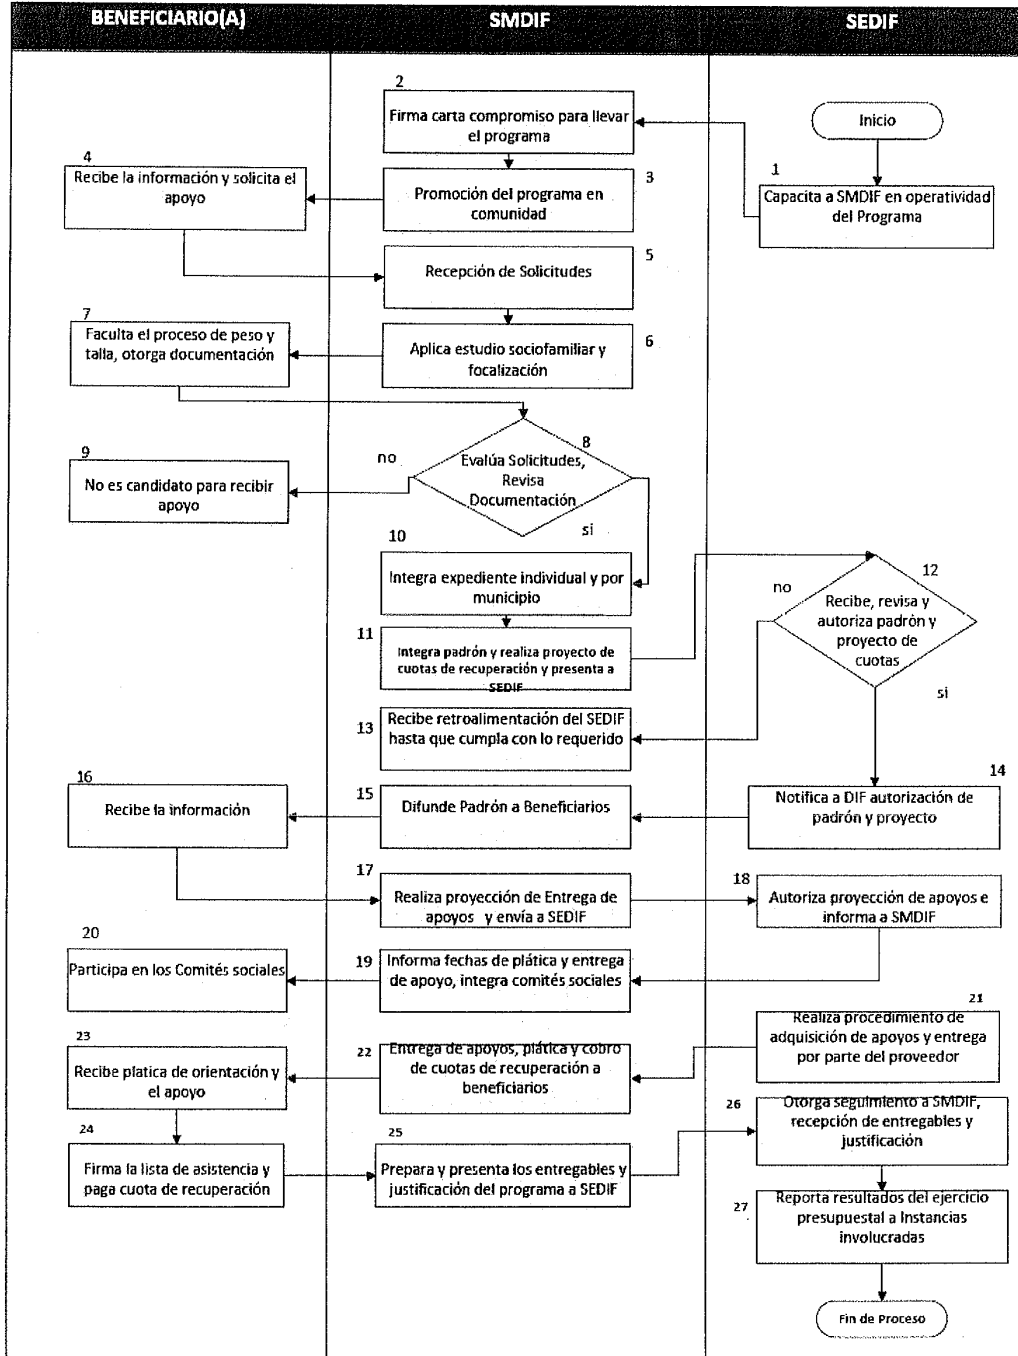 BENEFICIARIO(A)
SMDIF
SEDIF
Inicio
1
Capacita a SMDIF en operatividad
del Programa
2
Firma carta compromiso para llevar
el programa
3
Promoción del programa en
comunidad
4
Recibe la información y solicita el
apoyo
5
Recepción de Solicitudes
6
Aplica estudio sociofamiliar y
focalización
7
Faculta el proceso de peso y
talla, otorga documentación
8
Evalúa Solicitudes,
Revisa
Documentación
no
si
9
No es candidato para recibir
apoyo
10
Integra expediente individual y por
municipio
11
Integra padrón y realiza proyecto de
cuotas de recuperación y presenta a
SEDIF
12
Recibe, revisa y
autoriza padrón y
proyecto de
cuotas
no
si
13
Recibe retroalimentación del SEDIF
hasta que cumpla con lo requerido
14
Notifica a DIF autorización de
padrón y proyecto
15
Difunde Padrón a Beneficiarios
16
Recibe la información
17
Realiza proyección de Entrega de
apoyos y envía a SEDIF
18
Autoriza proyección de apoyos e
informa a SMDIF
19
Informa fechas de plática y entrega
de apoyo, integra comités sociales
20
Participa en los Comités sociales
21
Realiza procedimiento de
adquisición de apoyos y entrega
por parte del proveedor
22
Entrega de apoyos, plática y cobro
de cuotas de recuperación a
beneficiarios
23
Recibe platica de orientación y
el apoyo
24
Firma la lista de asistencia y
paga cuota de recuperación
25
Prepara y presenta los entregables y
justificación del programa a SEDIF
26
Otorga seguimiento a SMDIF,
recepción de entregables y
justificación
27
Reporta resultados del ejercicio
presupuestal a Instancias
involucradas
Fin de Proceso